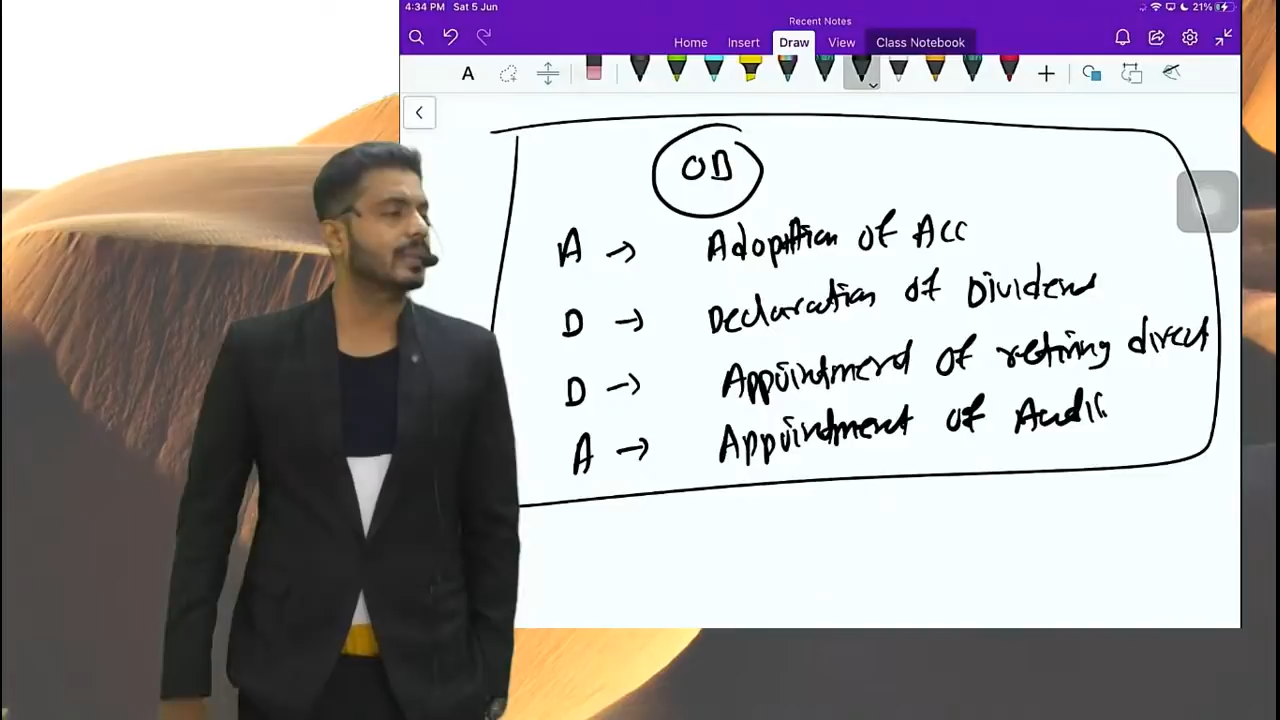 4:34 PM Sat 5 Jun
21%
Recent Notes
Home Insert Draw View Class Notebook
A
OB
A → Adoption of Acc
D → Declaration of Dividend
D → Appointment of retiring direct
A → Appointment of Audi